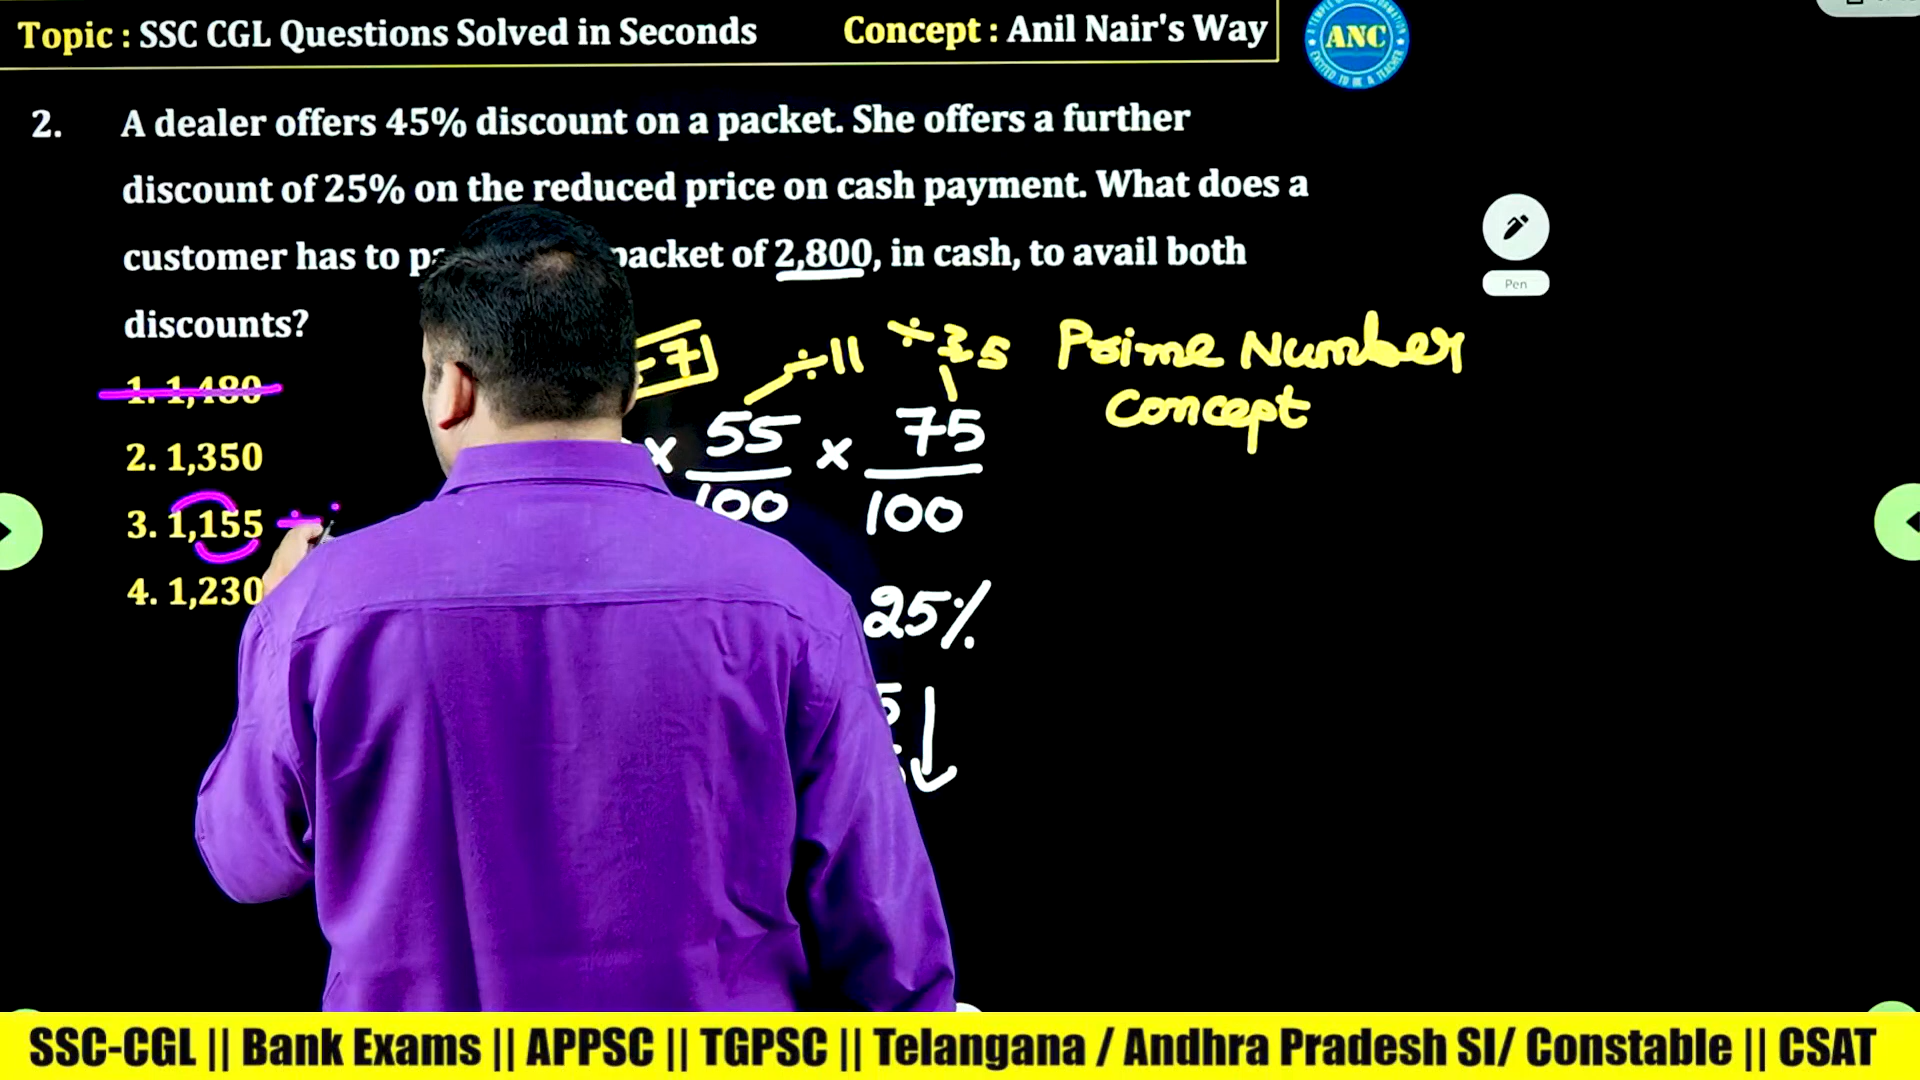 Topic : SSC CGL Questions Solved in Seconds
Concept : Anil Nair's Way
ANC
2. A dealer offers 45% discount on a packet. She offers a further
discount of 25% on the reduced price on cash payment. What does a
customer has to packet of 2,800, in cash, to avail both
discounts?
1. 1,480
2. 1,350
3. 1,155 ÷
4. 1,230
7
÷11
÷3,5
Prime Number
Concept
× 55/100 × 75/100
25%
Pen
SSC-CGL || Bank Exams || APPSC || TGPSC || Telangana / Andhra Pradesh SI/ Constable || CSAT